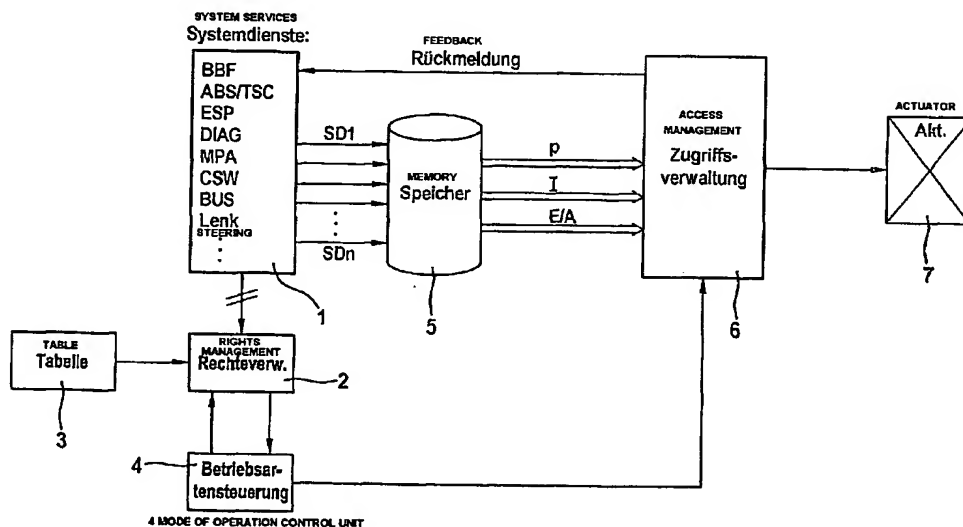 SYSTEM SERVICES
Systemdienste:
BBF
ABS/TSC
ESP
DIAG
MPA
CSW
BUS
Lenk
STEERING
1
FEEDBACK
Rückmeldung
SD1
SDn
MEMORY
Speicher
5
p
I
E/A
ACCESS
MANAGEMENT
Zugriffs-
verwaltung
6
ACTUATOR
Akt.
7
TABLE
Tabelle
3
RIGHTS
MANAGEMENT
Rechteverw.
2
4
Betriebsar-
tensteuerung
4 MODE OF OPERATION CONTROL UNIT